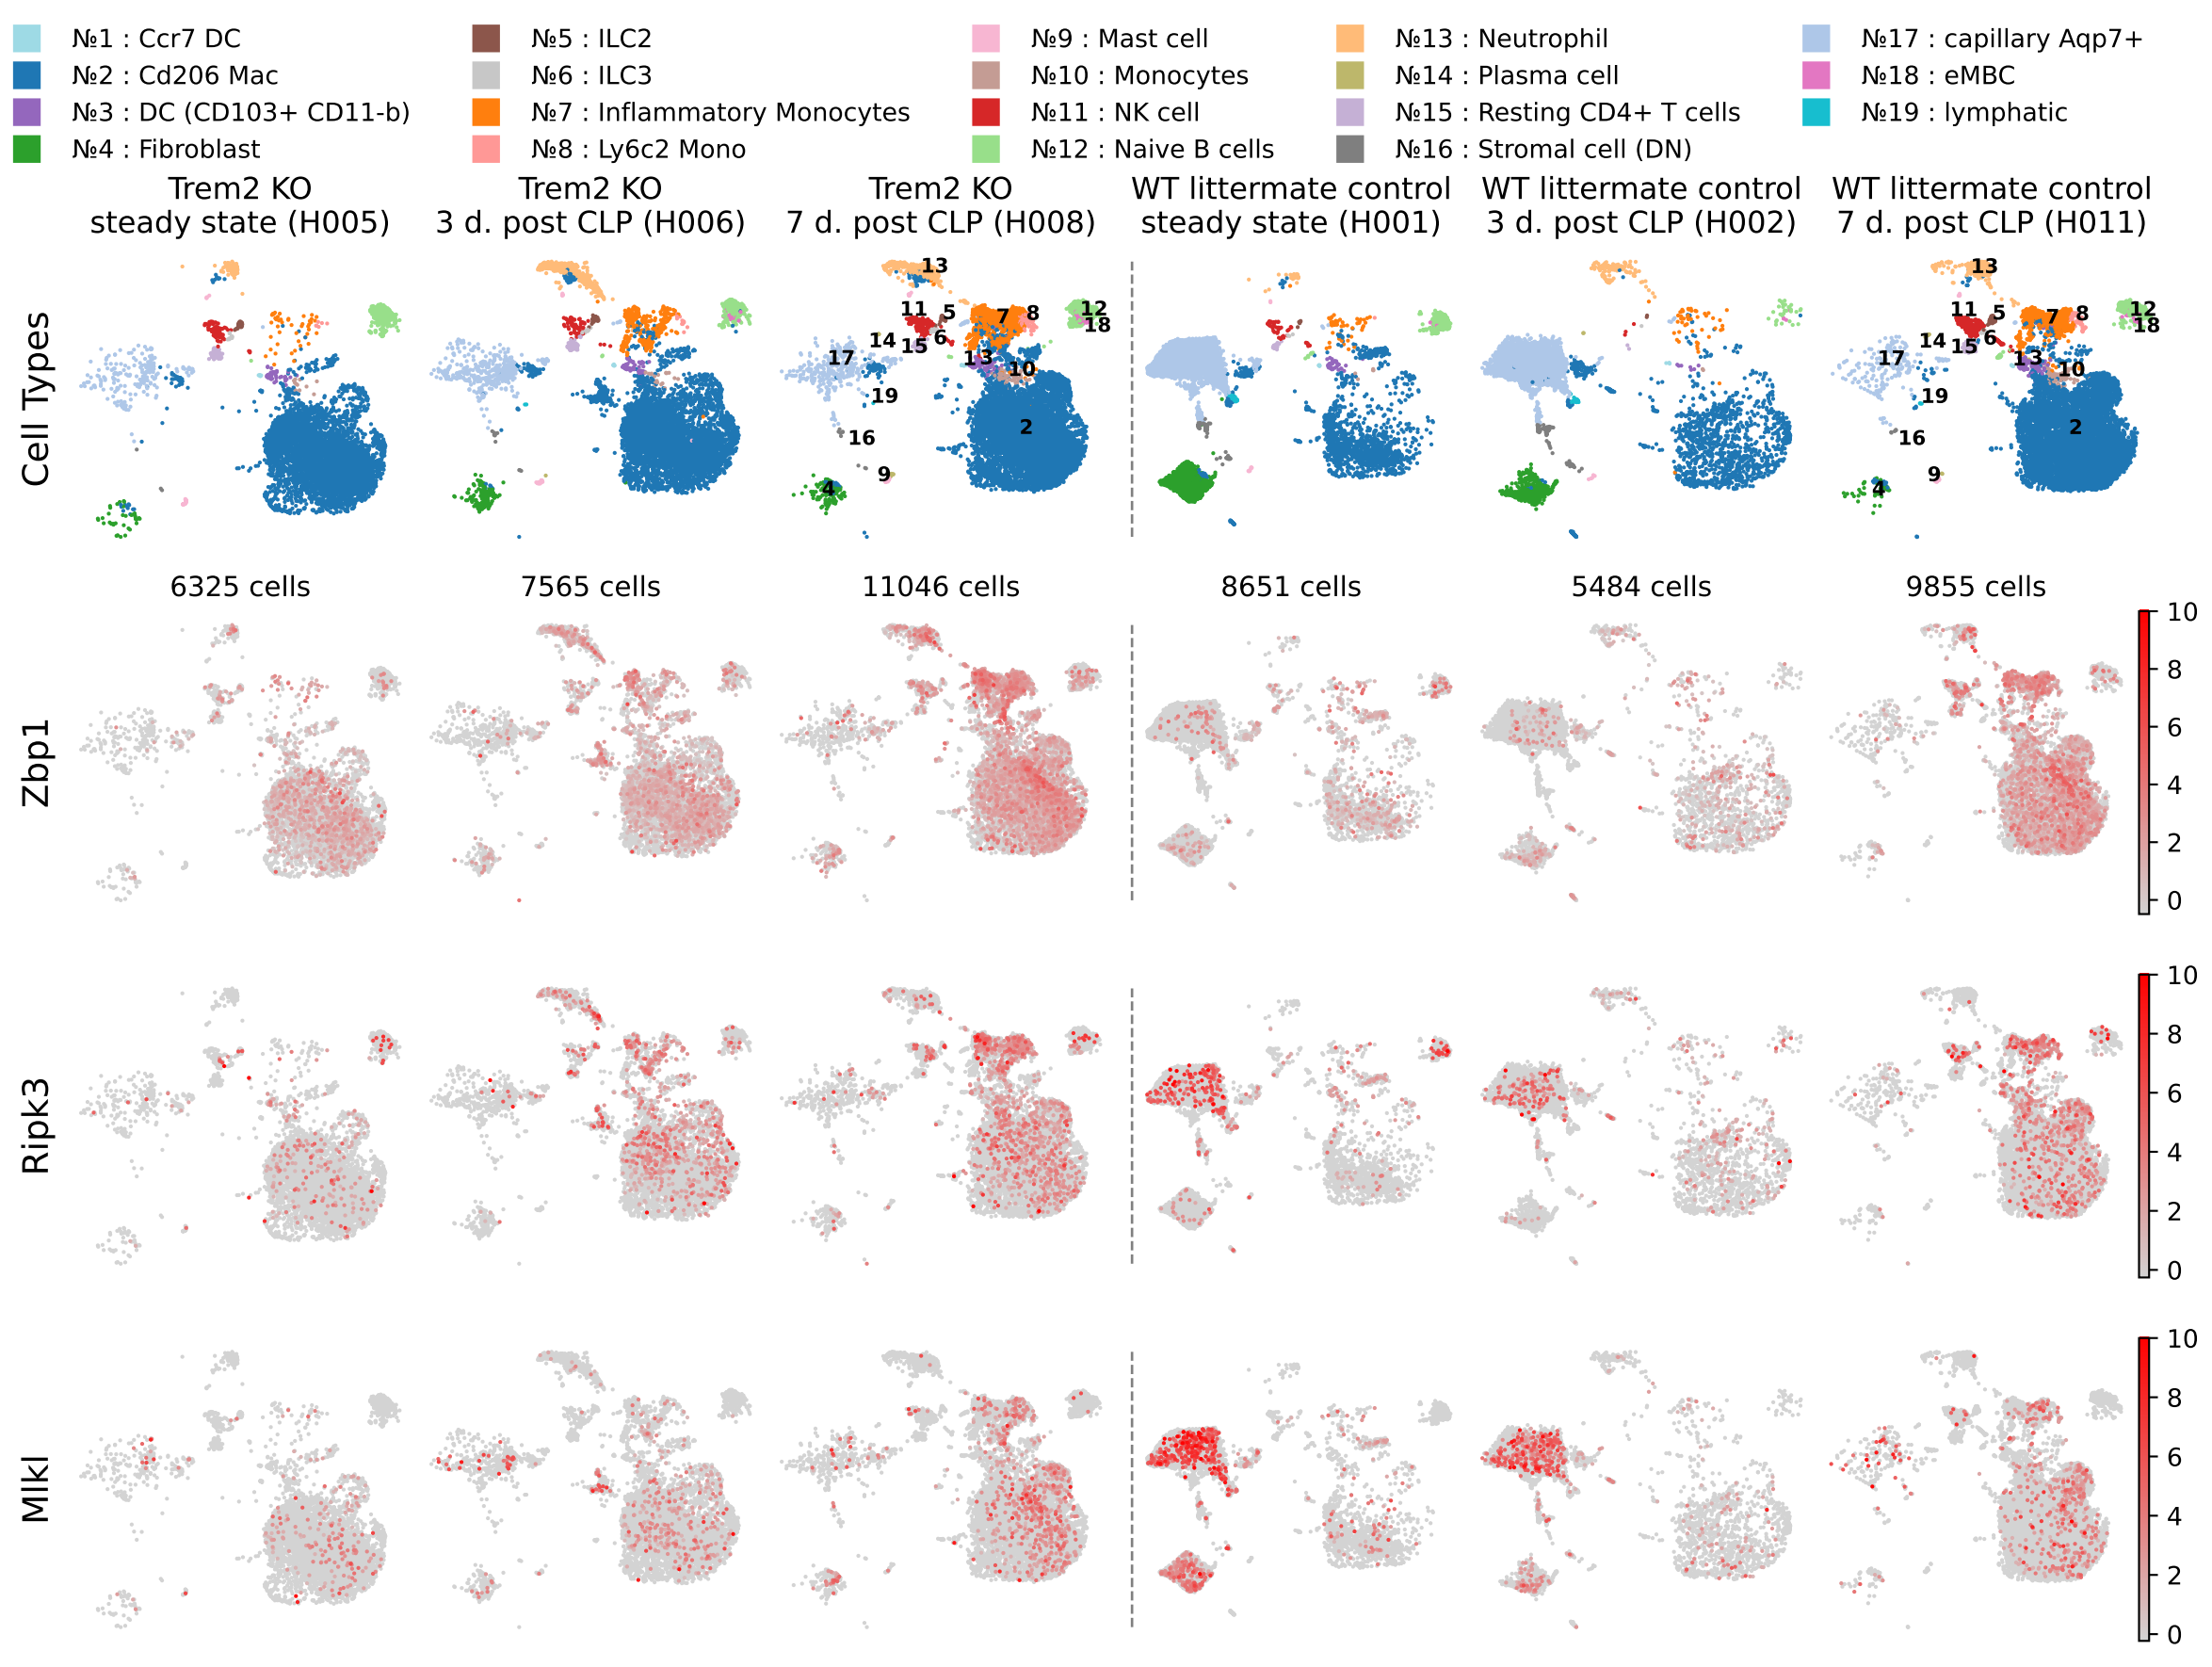 №1 : Ccr7 DC
№2 : Cd206 Mac
№3 : DC (CD103+ CD11-b)
№4 : Fibroblast
№5 : ILC2
№6 : ILC3
№7 : Inflammatory Monocytes
№8 : Ly6c2 Mono
№9 : Mast cell
№10 : Monocytes
№11 : NK cell
№12 : Naive B cells
№13 : Neutrophil
№14 : Plasma cell
№15 : Resting CD4+ T cells
№16 : Stromal cell (DN)
№17 : capillary Aqp7+
№18 : eMBC
№19 : lymphatic
Trem2 KO
steady state (H005)
Trem2 KO
3 d. post CLP (H006)
Trem2 KO
7 d. post CLP (H008)
WT littermate control
steady state (H001)
WT littermate control
3 d. post CLP (H002)
WT littermate control
7 d. post CLP (H011)
Cell Types
13
11
5
7
8
12
18
14
15
6
17
1
3
10
19
2
16
9
4
13
11
5
7
8
12
18
14
15
6
17
1
3
10
19
2
16
9
4
6325 cells
7565 cells
11046 cells
8651 cells
5484 cells
9855 cells
Zbp1
10
8
6
4
2
0
Ripk3
10
8
6
4
2
0
Mlkl
10
8
6
4
2
0